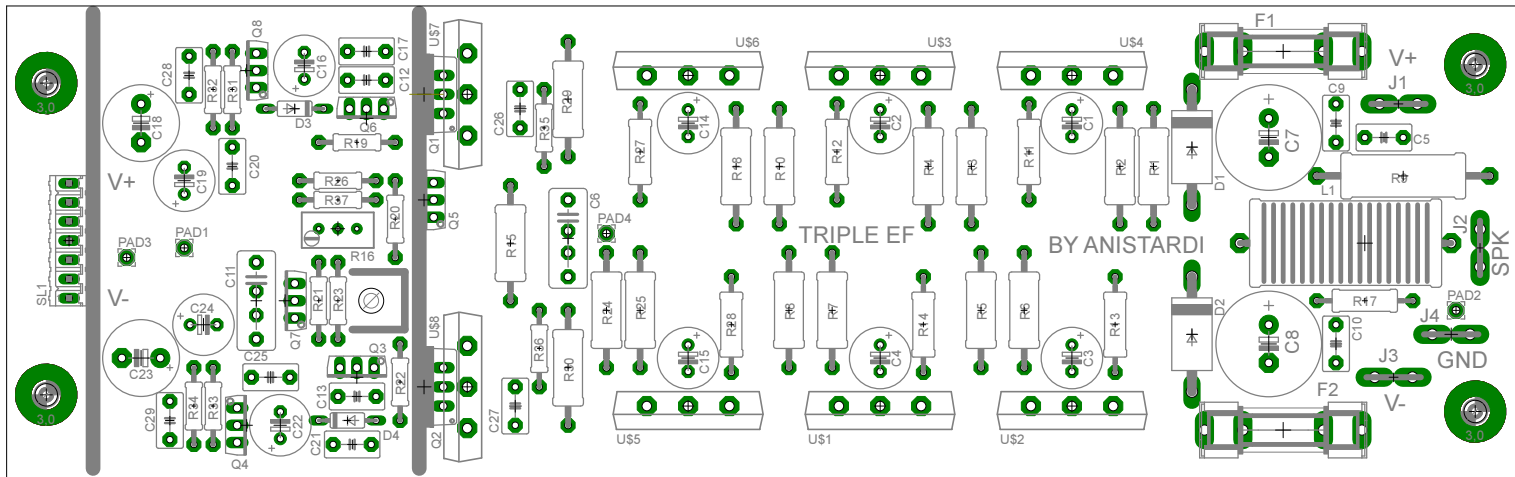 Q8
U$7
F1
C28
C16
C17
C12
U$6
U$3
U$4
V+
J1
3,0
R32
R31
D3
Q6
C26
R35
R29
C14
C2
C1
C9
C7
C5
3,0
C18
R19
Q1
R27
R18
R10
R12
R4
R3
R11
R2
R1
C19
C20
V+
R26
R37
R20
Q5
C6
D1
L1
R9
PAD3
PAD1
R15
PAD4
TRIPLE EF
BY ANISTARDI
J2
SPK
R16
C11
SL1
V-
C24
Q7
R21
R23
U$8
R24
R25
R28
R8
R7
R14
R5
R6
R13
D2
R17
PAD2
C10
C8
J4
GND
C23
C25
Q3
R36
R30
C15
C4
C3
J3
C13
R22
3,0
C29
R34
R33
C22
C21
D4
Q2
C27
F2
V-
3,0
Q4
U$5
U$1
U$2